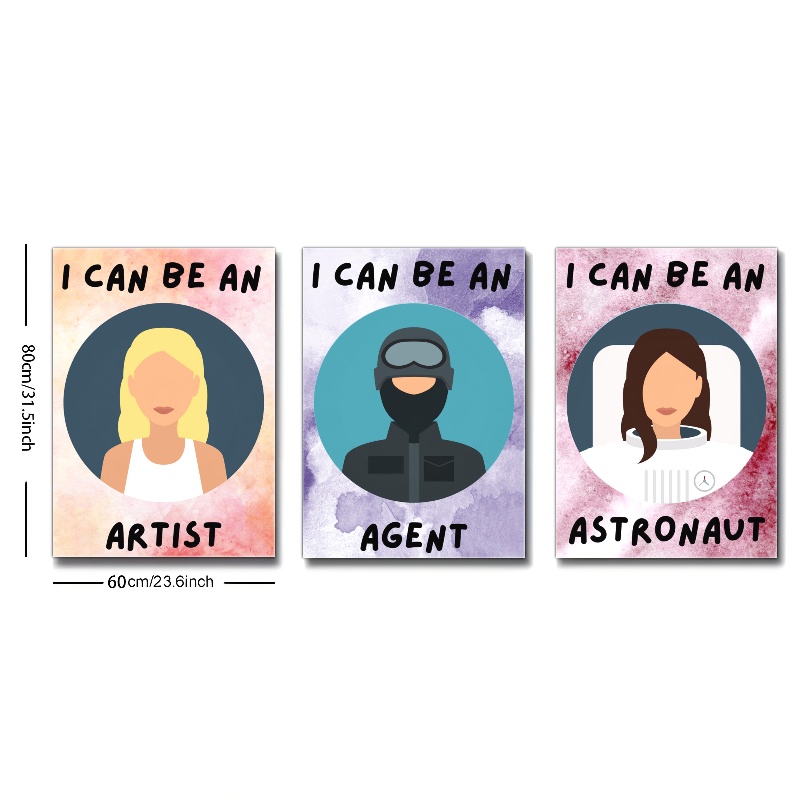 I CAN BE AN
ARTIST
I CAN BE AN
AGENT
I CAN BE AN
ASTRONAUT
80cm/31.5inch
60cm/23.6inch